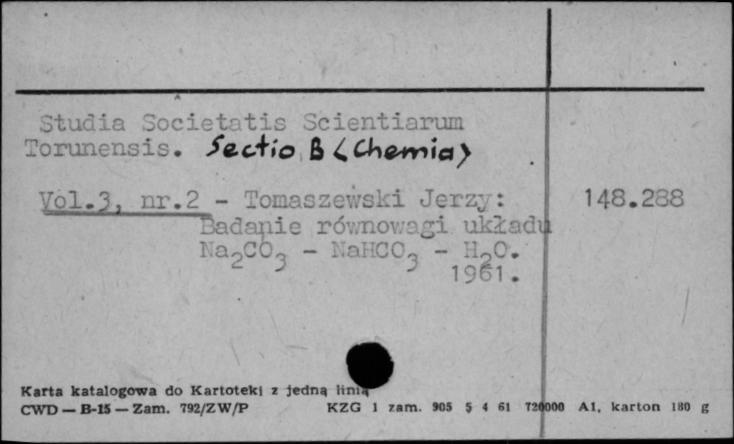 Studia Societatis Scientiarum
Torunensis. Sectio B <Chemia>
Vol.3, nr.2 - Tomaszewski Jerzy: 148.288
Badanie równowagi układu
Na₂CO₃ - NaHCO₃ - H₂O.
1961.
Karta katalogowa do Kartoteki z jedną linią
CWD — B-15 — Zam. 792/ZW/P KZG 1 zam. 905 $ 4 61 720000 A1, karton 180 g